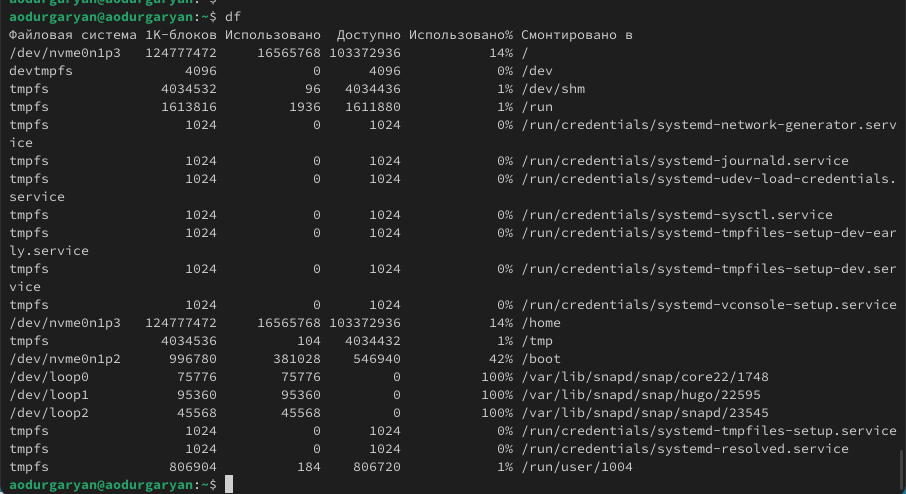 aodurgaryan@aodurgaryan:~$ df
Файловая система 1K-блоков Использовано  Доступно Использовано% Смонтировано в
/dev/nvme0n1p3   124777472     16565768 103372936           14% /
devtmpfs              4096            0      4096            0% /dev
tmpfs              4034532           96   4034436            1% /dev/shm
tmpfs              1613816         1936   1611880            1% /run
tmpfs                 1024            0      1024            0% /run/credentials/systemd-network-generator.serv
ice
tmpfs                 1024            0      1024            0% /run/credentials/systemd-journald.service
tmpfs                 1024            0      1024            0% /run/credentials/systemd-udev-load-credentials.
service
tmpfs                 1024            0      1024            0% /run/credentials/systemd-sysctl.service
tmpfs                 1024            0      1024            0% /run/credentials/systemd-tmpfiles-setup-dev-ear
ly.service
tmpfs                 1024            0      1024            0% /run/credentials/systemd-tmpfiles-setup-dev.ser
vice
tmpfs                 1024            0      1024            0% /run/credentials/systemd-vconsole-setup.service
/dev/nvme0n1p3   124777472     16565768 103372936           14% /home
tmpfs              4034536          104   4034432            1% /tmp
/dev/nvme0n1p2      996780       381028    546940           42% /boot
/dev/loop0           75776        75776         0          100% /var/lib/snapd/snap/core22/1748
/dev/loop1           95360        95360         0          100% /var/lib/snapd/snap/hugo/22595
/dev/loop2           45568        45568         0          100% /var/lib/snapd/snap/snapd/23545
tmpfs                 1024            0      1024            0% /run/credentials/systemd-tmpfiles-setup.service
tmpfs                 1024            0      1024            0% /run/credentials/systemd-resolved.service
tmpfs               806904          184    806720            1% /run/user/1004
aodurgaryan@aodurgaryan:~$